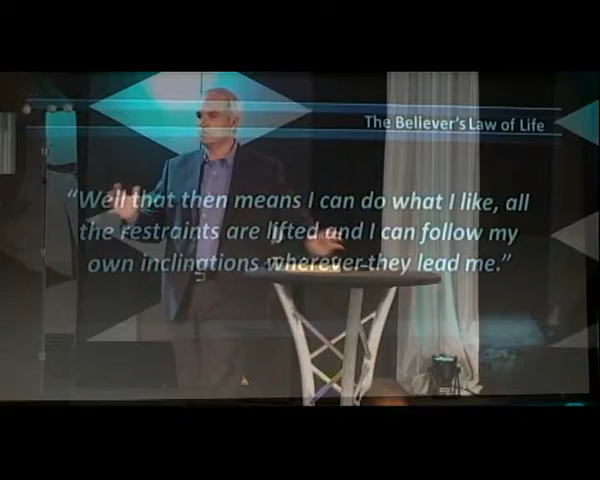 The Believer's Law of Life
"Well that then means I can do what I like, all
the restraints are lifted and I can follow my
own inclinations wherever they lead me."